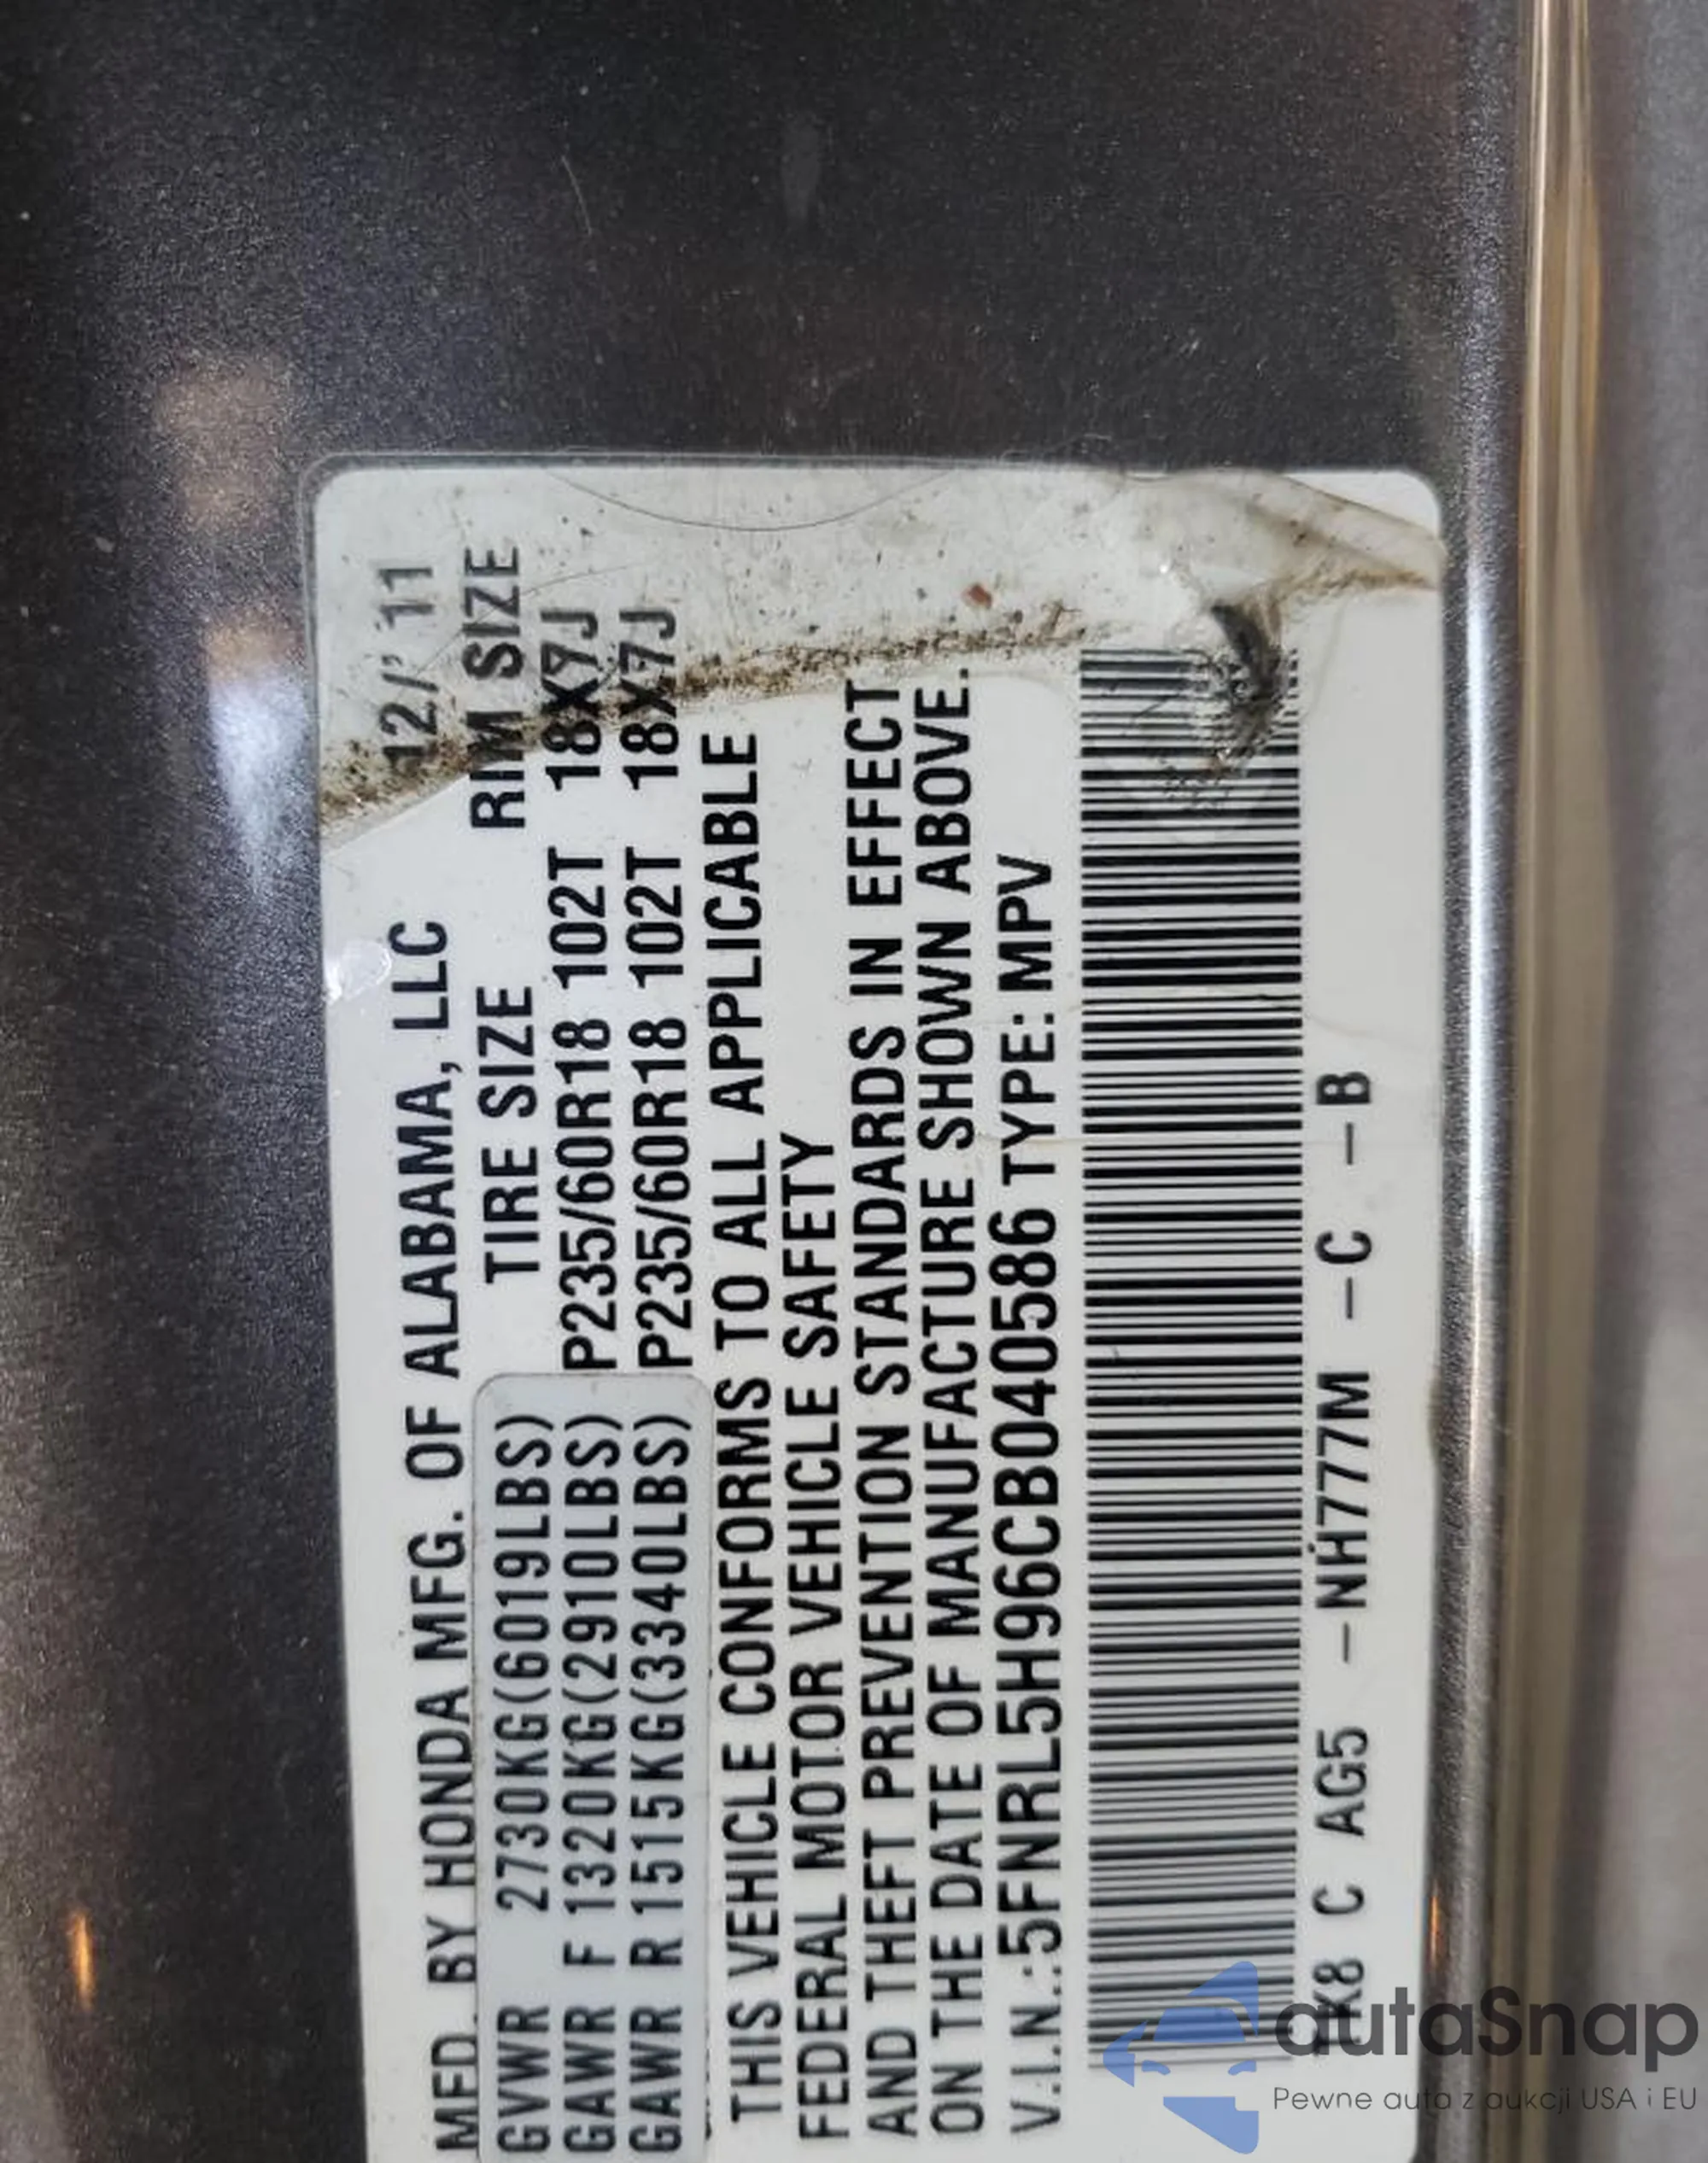 MFD. BY HONDA MFG. OF ALABAMA, LLC 12/'11
TIRE SIZE RIM SIZE
GVWR 2730KG(6019LBS)
GAWR F 1320KG(2910LBS) P235/60R18 102T 18X7J
GAWR R 1515KG(3340LBS) P235/60R18 102T 18X7J
THIS VEHICLE CONFORMS TO ALL APPLICABLE
FEDERAL MOTOR VEHICLE SAFETY
AND THEFT PREVENTION STANDARDS IN EFFECT
ON THE DATE OF MANUFACTURE SHOWN ABOVE.
V.I.N.:5FNRL5H96CB040586 TYPE: MPV
C AG5 -NH777M -C -B
autaSnap
Pewne auta z aukcji USA i EU